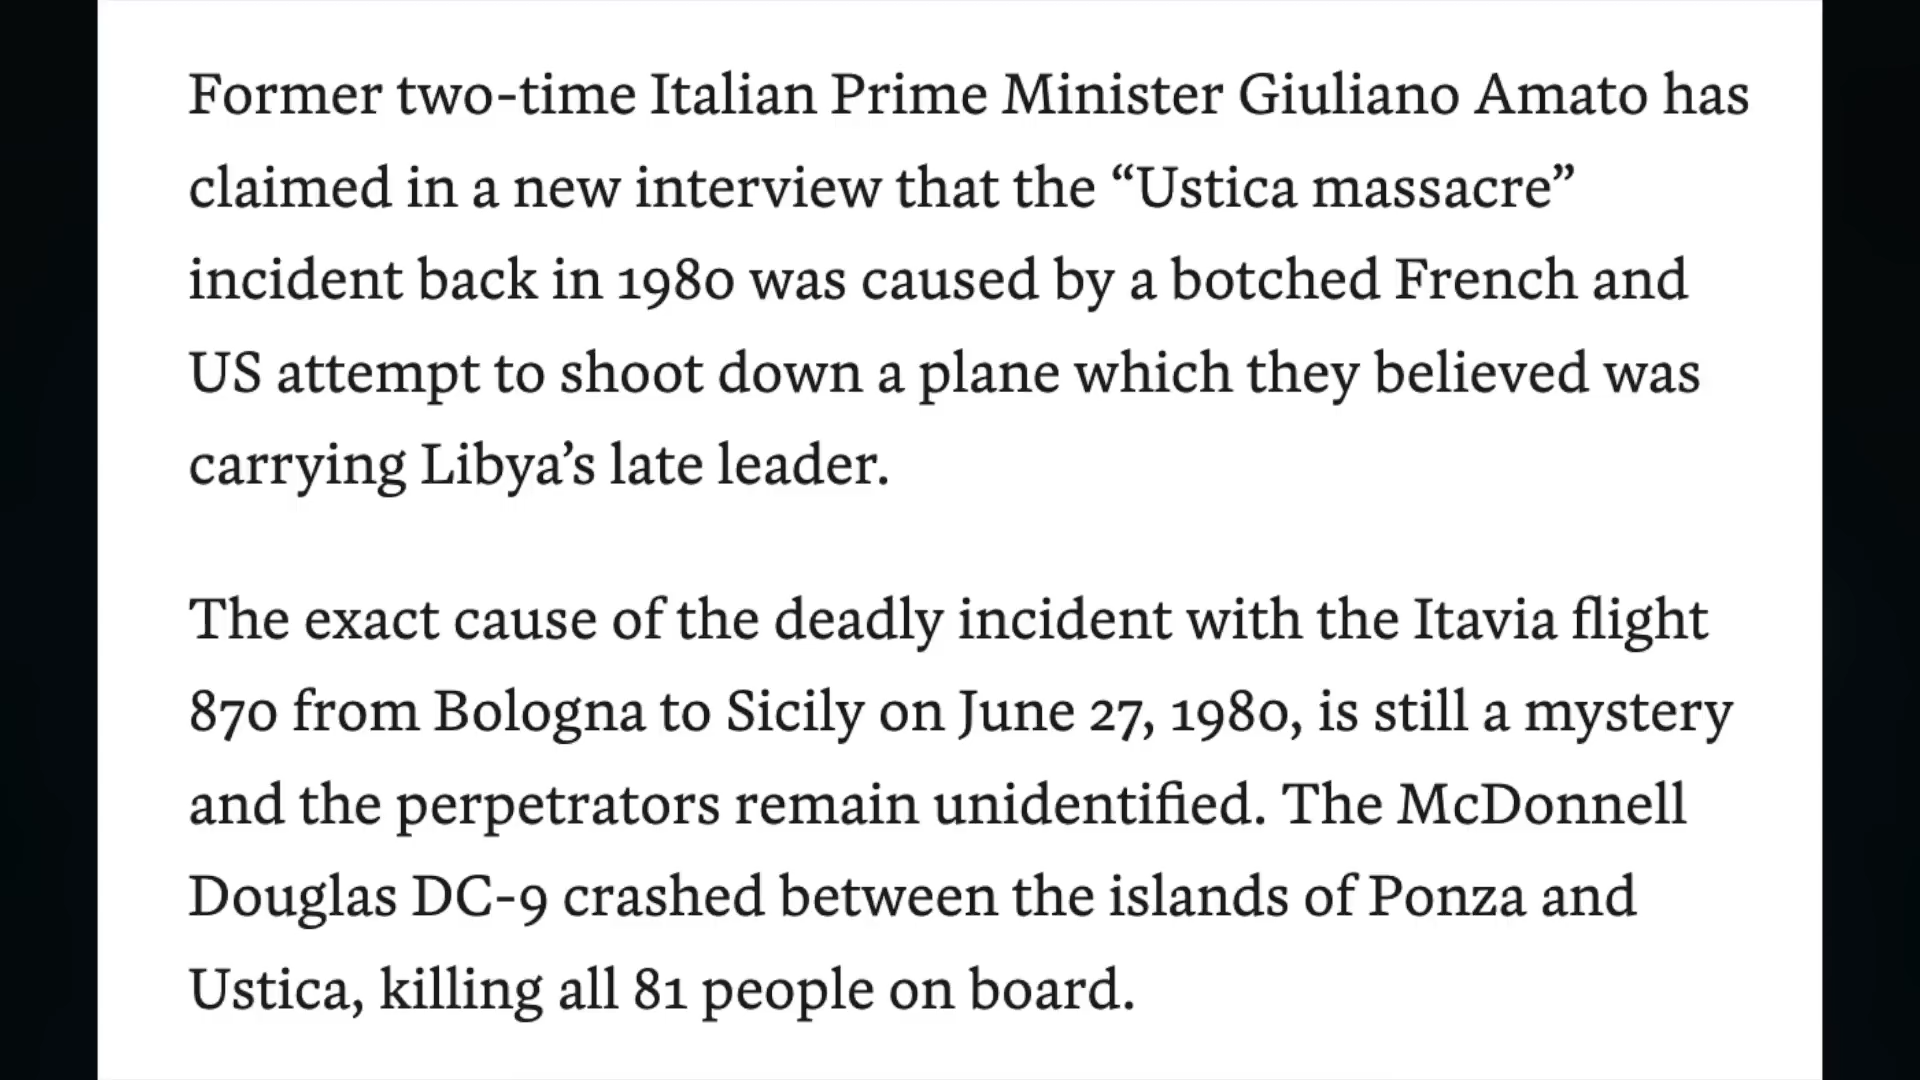 Former two-time Italian Prime Minister Giuliano Amato has
claimed in a new interview that the “Ustica massacre”
incident back in 1980 was caused by a botched French and
US attempt to shoot down a plane which they believed was
carrying Libya’s late leader.
The exact cause of the deadly incident with the Itavia flight
870 from Bologna to Sicily on June 27, 1980, is still a mystery
and the perpetrators remain unidentified. The McDonnell
Douglas DC-9 crashed between the islands of Ponza and
Ustica, killing all 81 people on board.